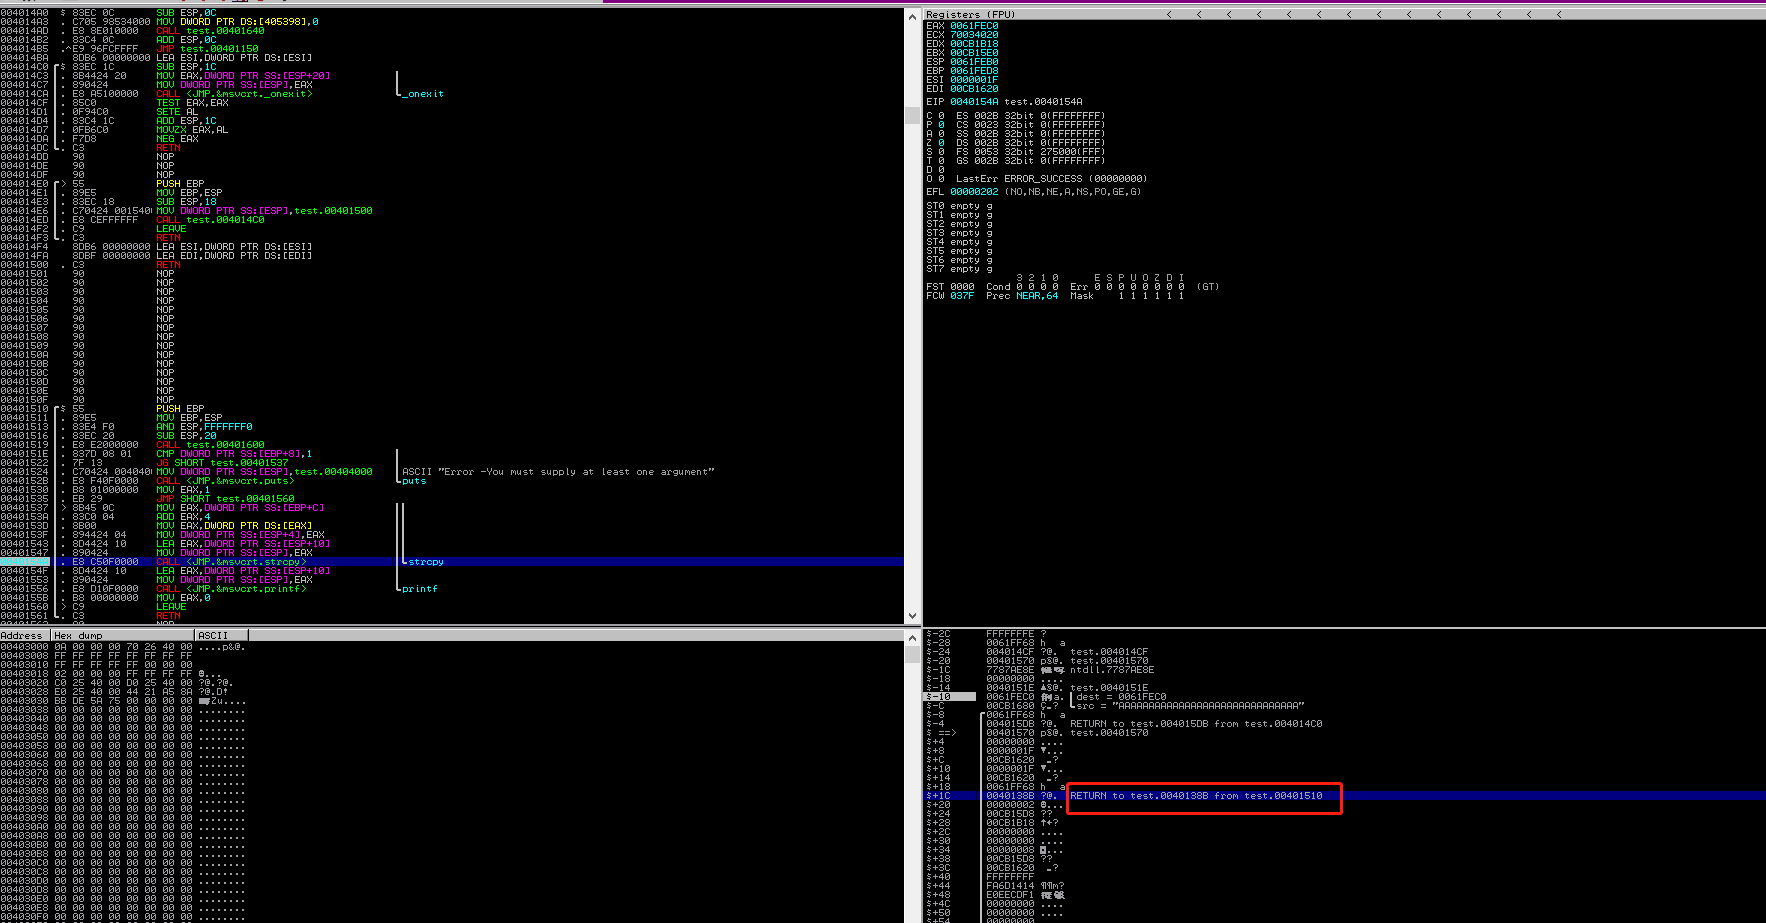 004014A0 $ 83EC 0C SUB ESP,0C
004014A3 . C705 98534000 MOV DWORD PTR DS:[405398],0
004014AD . E8 8E010000 CALL test.00401640
004014B2 . 83C4 0C ADD ESP,0C
004014B5 .^E9 96FCFFFF JMP test.00401150
004014BA 8DB6 00000000 LEA ESI,DWORD PTR DS:[ESI]
004014C0 $ 83EC 1C SUB ESP,1C
004014C3 . 8B4424 20 MOV EAX,DWORD PTR SS:[ESP+20]
004014C7 . 890424 MOV DWORD PTR SS:[ESP],EAX
004014CA . E8 A5100000 CALL <JMP.&msvcrt._onexit> _onexit
004014CF . 85C0 TEST EAX,EAX
004014D1 . 0F94C0 SETE AL
004014D4 . 83C4 1C ADD ESP,1C
004014D7 . 0FB6C0 MOVZX EAX,AL
004014DA . F7D8 NEG EAX
004014DC . C3 RETN
004014DD 90 NOP
004014DE 90 NOP
004014DF 90 NOP
004014E0 > 55 PUSH EBP
004014E1 . 89E5 MOV EBP,ESP
004014E3 . 83EC 18 SUB ESP,18
004014E6 . C70424 001540 MOV DWORD PTR SS:[ESP],test.00401500
004014ED . E8 CEFFFFFF CALL test.004014C0
004014F2 . C9 LEAVE
004014F3 . C3 RETN
004014F4 8DB6 00000000 LEA ESI,DWORD PTR DS:[ESI]
004014FA 8DBF 00000000 LEA EDI,DWORD PTR DS:[EDI]
00401500 . C3 RETN
00401501 90 NOP
00401502 90 NOP
00401503 90 NOP
00401504 90 NOP
00401505 90 NOP
00401506 90 NOP
00401507 90 NOP
00401508 90 NOP
00401509 90 NOP
0040150A 90 NOP
0040150B 90 NOP
0040150C 90 NOP
0040150D 90 NOP
0040150E 90 NOP
0040150F 90 NOP
00401510 $ 55 PUSH EBP
00401511 . 89E5 MOV EBP,ESP
00401513 . 83E4 F0 AND ESP,FFFFFFF0
00401516 . 83EC 20 SUB ESP,20
00401519 . E8 E2000000 CALL test.00401600
0040151E . 837D 08 01 CMP DWORD PTR SS:[EBP+8],1
00401522 . 7F 13 JG SHORT test.00401537
00401524 . C70424 004040 MOV DWORD PTR SS:[ESP],test.00404000 ASCII "Error -You must supply at least one argument"
0040152B . E8 F40F0000 CALL <JMP.&msvcrt.puts> puts
00401530 . B8 01000000 MOV EAX,1
00401535 . EB 29 JMP SHORT test.00401560
00401537 > 8B45 0C MOV EAX,DWORD PTR SS:[EBP+C]
0040153A . 83C0 04 ADD EAX,4
0040153D . 8B00 MOV EAX,DWORD PTR DS:[EAX]
0040153F . 894424 04 MOV DWORD PTR SS:[ESP+4],EAX
00401543 . 8D4424 10 LEA EAX,DWORD PTR SS:[ESP+10]
00401547 . 890424 MOV DWORD PTR SS:[ESP],EAX
. E8 C50F0000 CALL <JMP.&msvcrt.strcpy> strcpy
0040154F . 8D4424 10 LEA EAX,DWORD PTR SS:[ESP+10]
00401553 . 890424 MOV DWORD PTR SS:[ESP],EAX
00401556 . E8 D10F0000 CALL <JMP.&msvcrt.printf> printf
0040155B . B8 00000000 MOV EAX,0
00401560 > C9 LEAVE
00401561 . C3 RETN
Registers (FPU) < < < < < < < < < < < < < <
EAX 0061FEC0
ECX 70034020
EDX 00CB1B18
EBX 00CB15E0
ESP 0061FEB0
EBP 0061FED8
ESI 0000001F
EDI 00CB1620
EIP 0040154A test.0040154A
C 0 ES 002B 32bit 0(FFFFFFFF)
P 0 CS 0023 32bit 0(FFFFFFFF)
A 0 SS 002B 32bit 0(FFFFFFFF)
Z 0 DS 002B 32bit 0(FFFFFFFF)
S 0 FS 0053 32bit 275000(FFF)
T 0 GS 002B 32bit 0(FFFFFFFF)
D 0
O 0 LastErr ERROR_SUCCESS (00000000)
EFL 00000202 (NO,NB,NE,A,NS,PO,GE,G)
ST0 empty g
ST1 empty g
ST2 empty g
ST3 empty g
ST4 empty g
ST5 empty g
ST6 empty g
ST7 empty g
3 2 1 0 E S P U O Z D I
FST 0000 Cond 0 0 0 0 Err 0 0 0 0 0 0 0 0 (GT)
FCW 037F Prec NEAR,64 Mask 1 1 1 1 1 1
Address Hex dump ASCII
00403000 0A 00 00 00 70 26 40 00 ....p&@.
00403008 FF FF FF FF FF FF FF FF
00403010 FF FF FF FF 00 00 00 00
00403018 02 00 00 00 FF FF FF FF
00403020 C0 25 40 00 D0 25 40 00 ?@.?@.
00403028 E0 25 40 00 44 21 A5 8A
00403030 BB DE 5A 75 00 00 00 00
00403038 00 00 00 00 00 00 00 00 ........
00403040 00 00 00 00 00 00 00 00 ........
00403048 00 00 00 00 00 00 00 00 ........
00403050 00 00 00 00 00 00 00 00 ........
00403058 00 00 00 00 00 00 00 00 ........
00403060 00 00 00 00 00 00 00 00 ........
00403068 00 00 00 00 00 00 00 00 ........
00403070 00 00 00 00 00 00 00 00 ........
00403078 00 00 00 00 00 00 00 00 ........
00403080 00 00 00 00 00 00 00 00 ........
00403088 00 00 00 00 00 00 00 00 ........
00403090 00 00 00 00 00 00 00 00 ........
00403098 00 00 00 00 00 00 00 00 ........
004030A0 00 00 00 00 00 00 00 00 ........
004030A8 00 00 00 00 00 00 00 00 ........
004030B0 00 00 00 00 00 00 00 00 ........
004030B8 00 00 00 00 00 00 00 00 ........
004030C0 00 00 00 00 00 00 00 00 ........
004030C8 00 00 00 00 00 00 00 00 ........
004030D0 00 00 00 00 00 00 00 00 ........
004030D8 00 00 00 00 00 00 00 00 ........
004030E0 00 00 00 00 00 00 00 00 ........
004030E8 00 00 00 00 00 00 00 00 ........
004030F0 00 00 00 00 00 00 00 00 ........
$-2C FFFFFFFE ?
$-28 0061FF68 h a
$-24 004014CF ?@. test.004014CF
$-20 00401570 p$@. test.00401570
$-1C 7787AE8E ntdll.7787AE8E
$-18 00000000 ....
$-14 0040151E test.0040151E
$-10 0061FEC0 dest = 0061FEC0
$-C 00CB1680 src = "AAAAAAAAAAAAAAAAAAAAAAAAAAAAAA"
$-8 0061FF68 h a
$-4 004015DB ?@. RETURN to test.004015DB from test.004014C0
$ ==> 00401570 p$@. test.00401570
$+4 00000000 ....
$+8 0000001F ▼...
$+C 00CB1620 _?
$+10 0000001F ▼...
$+14 00CB1620 _?
$+18 0061FF68 h a
$+1C 0040138B ?@. RETURN to test.0040138B from test.00401510
$+20 00000002
$+24 00CB15D8 ??
$+28 00CB1B18
$+2C 00000000 ....
$+30 00000000 ....
$+34 00000008
$+38 00CB15D8 ??
$+3C 00CB1620 _?
$+40 FFFFFFFF
$+44 FA6D1414 ¶¶m?
$+48 E0EECDF1
$+4C 00000000 ....
$+50 00000000 ....